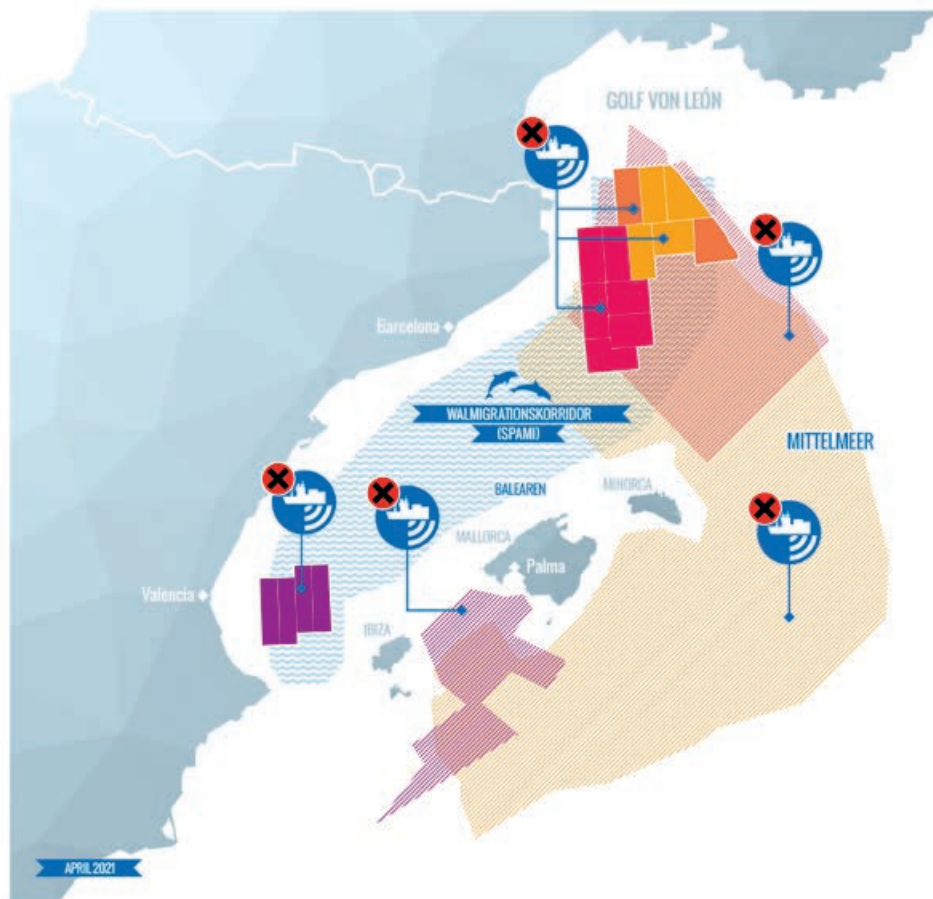 GOLF VON LEÓN
Barcelona
WALMIGRATIONSKORRIDOR
(SPAMI)
MITTELMEER
BALEAREN
MINORCA
MALLORCA
Palma
Valencia
IBIZA
APRIL 2021